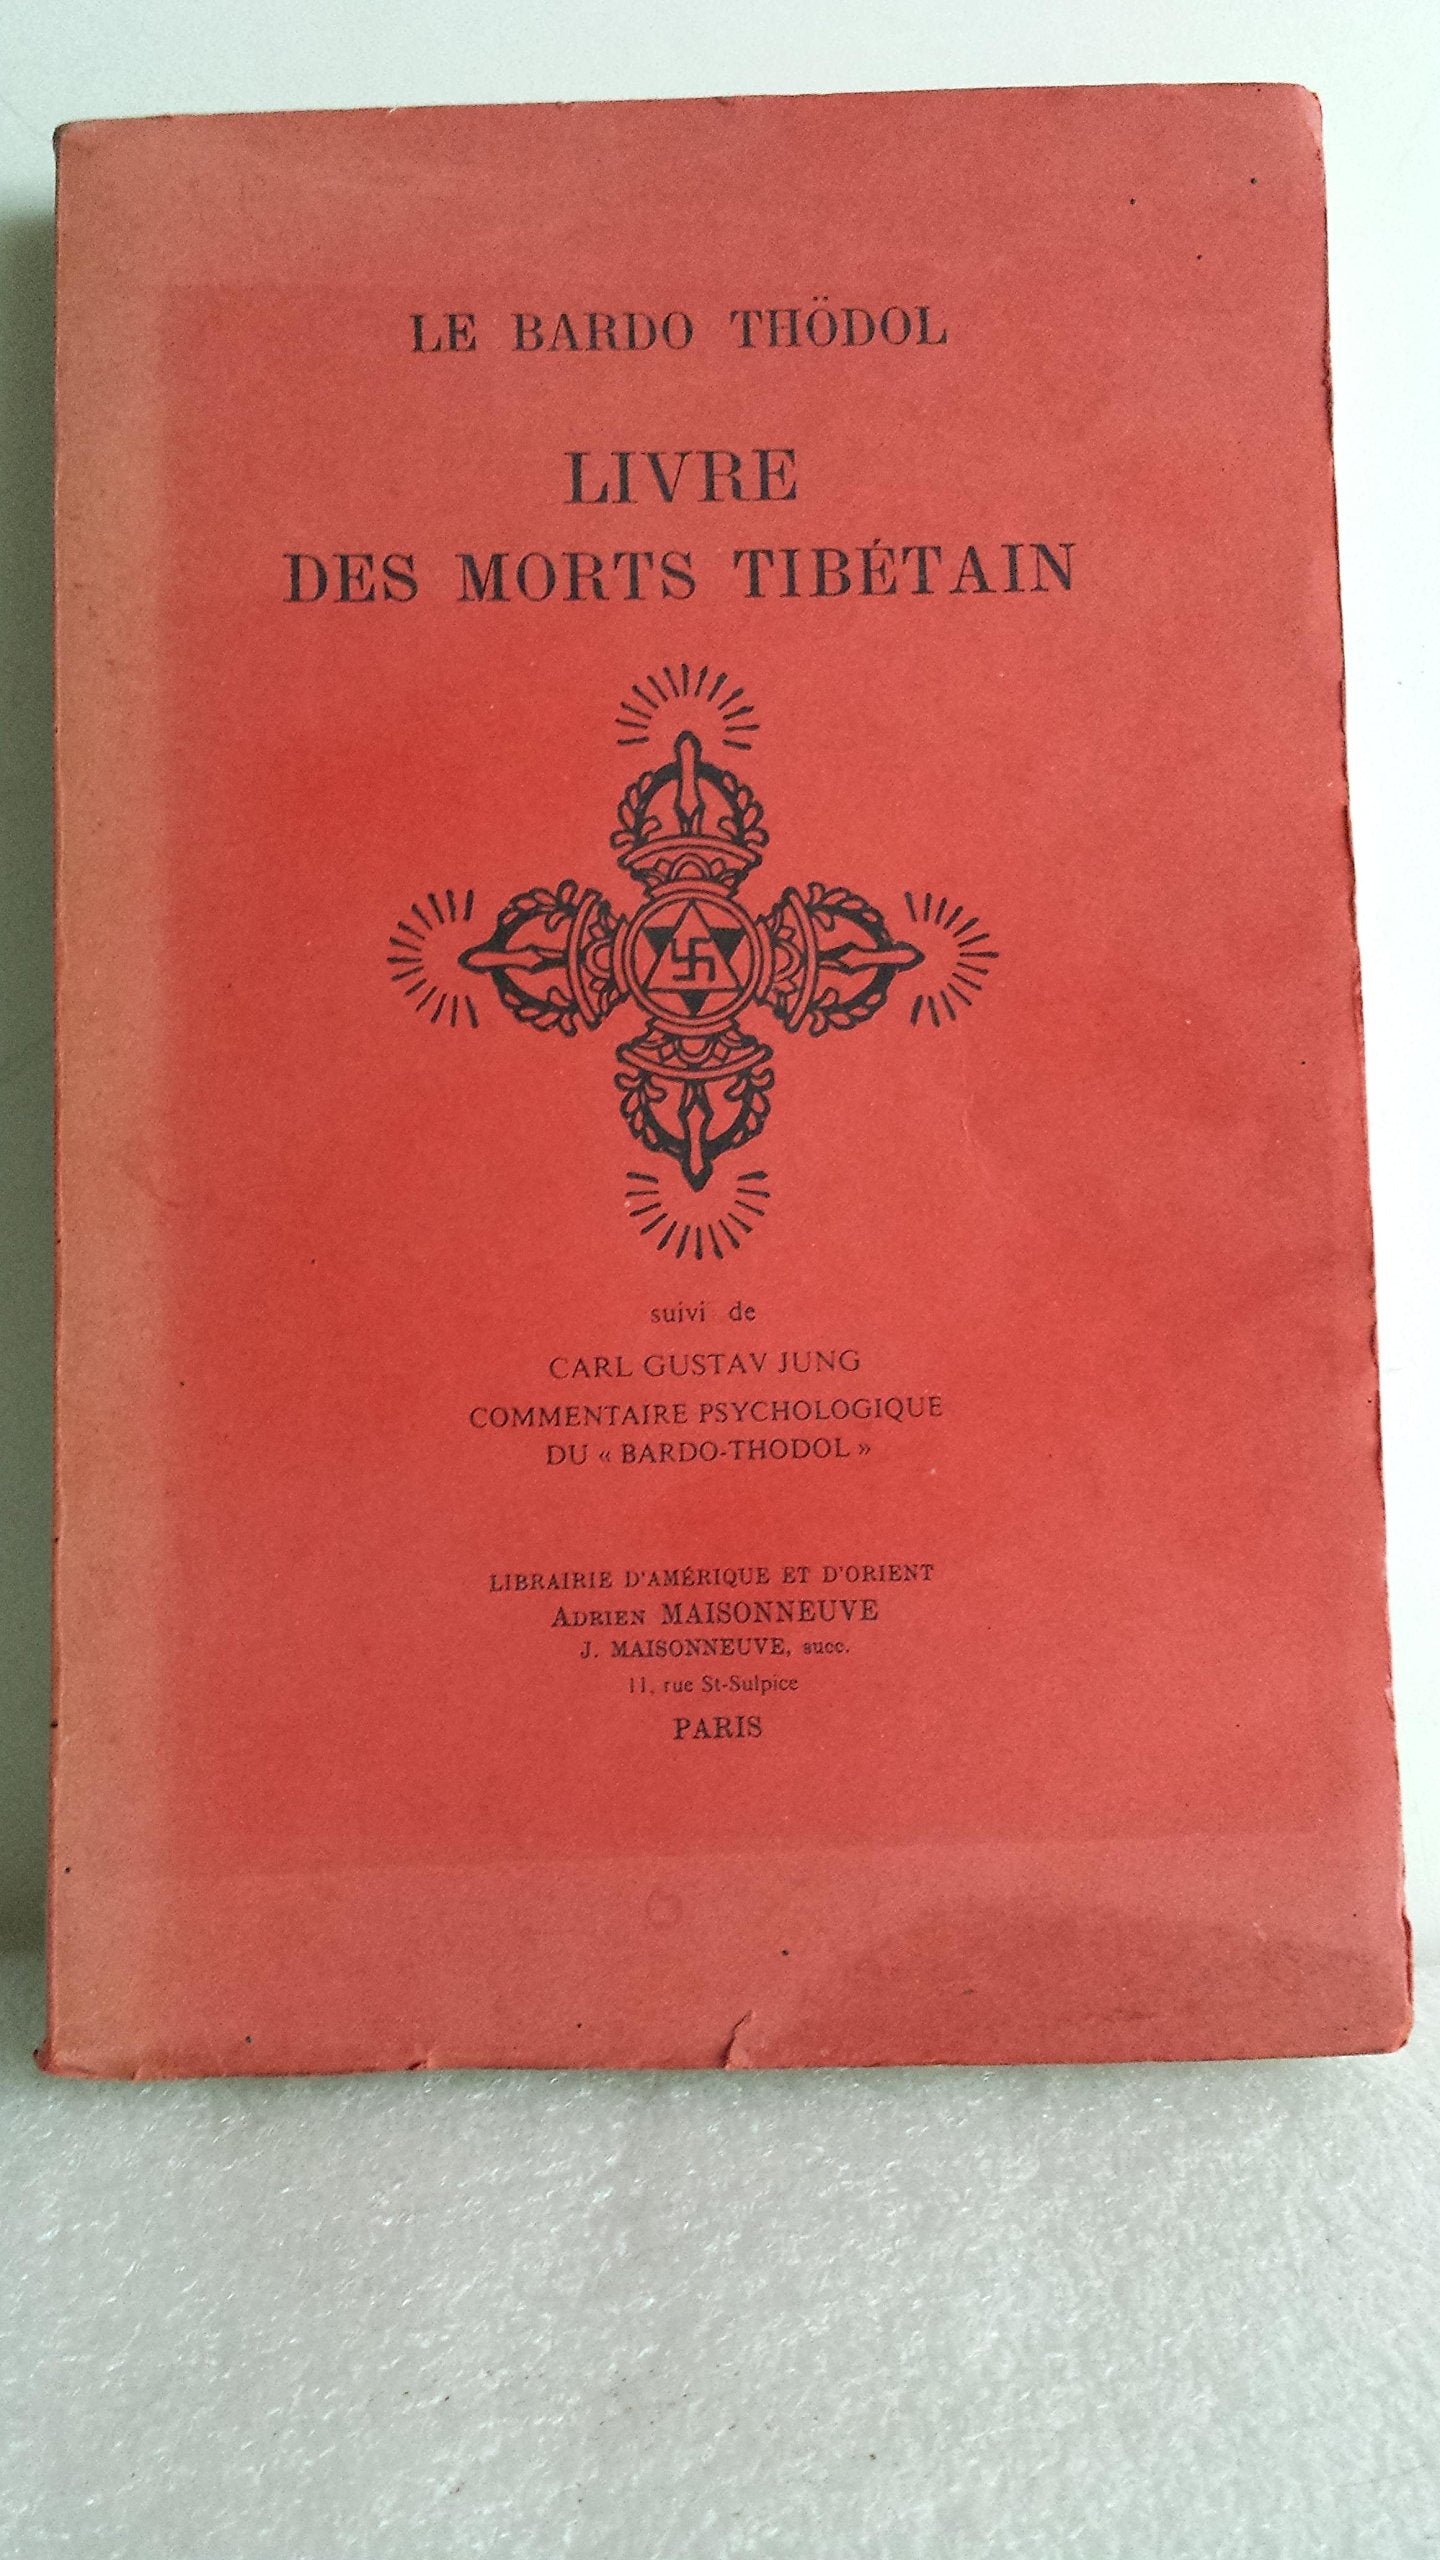 LE BARDO THÖDOL
LIVRE
DES MORTS TIBÉTAIN
suivi de
CARL GUSTAV JUNG
COMMENTAIRE PSYCHOLOGIQUE
DU « BARDO-THODOL »
LIBRAIRIE D'AMÉRIQUE ET D'ORIENT
ADRIEN MAISONNEUVE
J. MAISONNEUVE, succ.
11, rue St-Sulpice
PARIS